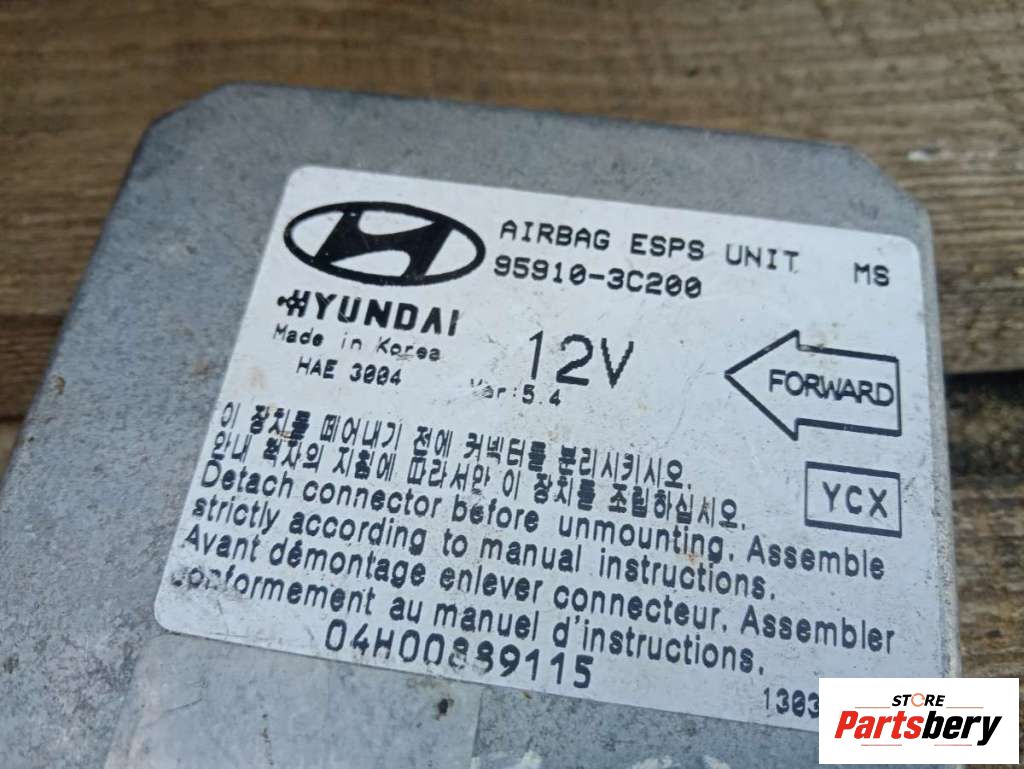 AIRBAG ESPS UNIT MS
95910-3C200
HYUNDAI
Made in Korea
HAE 3004
12V
Ver:5.4
FORWARD
YCX
이 장치를 떼어내기 전에 커넥터를 분리시키시오.
안내 책자의 지침에 따라서만 이 장치를 조립하십시오.
Detach connector before unmounting. Assemble
strictly according to manual instructions.
Avant démontage enlever connecteur. Assembler
conformement au manuel d'instructions.
04H00889115
STORE
Partsbery